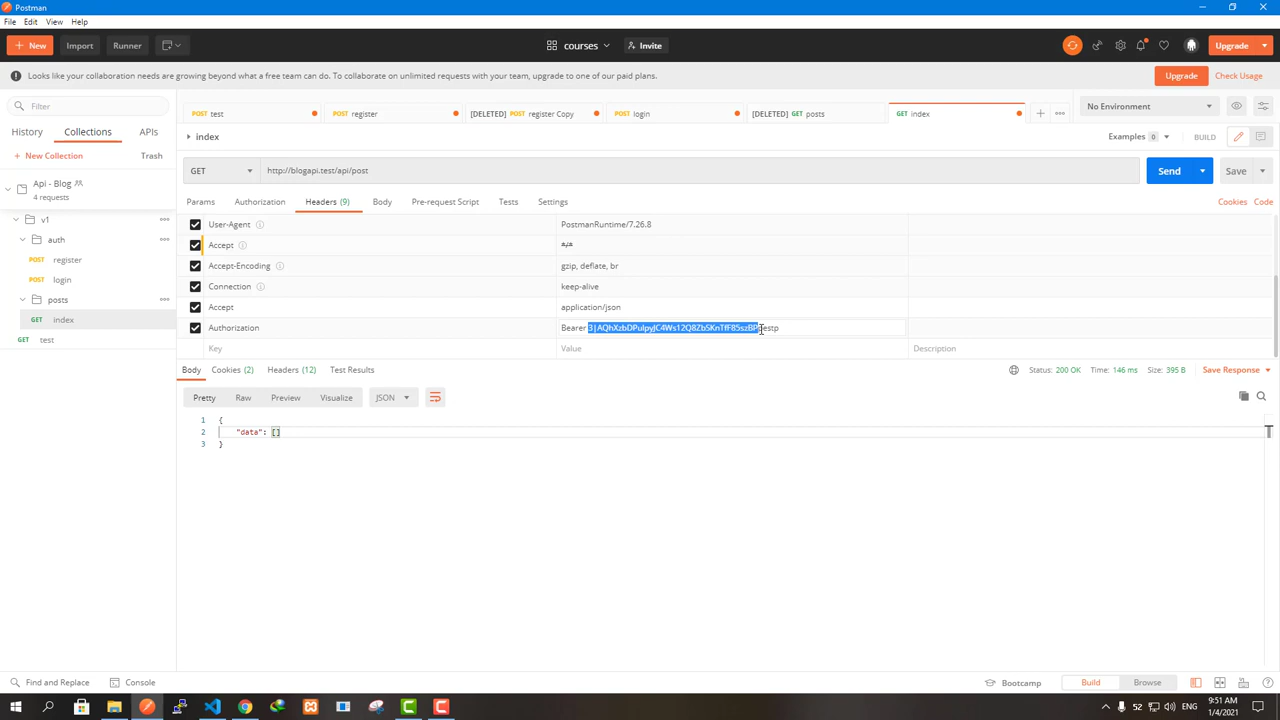 Postman
File Edit View Help
New Import Runner courses Invite Upgrade
Looks like your collaboration needs are growing beyond what a free team can do. To collaborate on unlimited requests with your team, upgrade to one of our paid plans. Upgrade Check Usage
Filter
POST test POST register [DELETED] POST register Copy POST login [DELETED] GET posts GET index No Environment
History Collections APIs
index Examples 0 BUILD
+ New Collection Trash
GET http://blogapi.test/api/post Send Save
Api - Blog
4 requests
Params Authorization Headers (9) Body Pre-request Script Tests Settings Cookies Code
v1
auth
POST register
POST login
posts
GET index
POST test
User-Agent PostmanRuntime/7.26.8
Accept */*
Accept-Encoding gzip, deflate, br
Connection keep-alive
Accept application/json
Authorization Bearer
Key Value Description
Body Cookies (2) Headers (12) Test Results Status: 200 OK Time: 146 ms Size: 395 B Save Response
Pretty Raw Preview Visualize JSON
1 {
2 "data": []
3 }
Find and Replace Console Bootcamp Build Browse
ENG 9:51 AM
1/4/2021